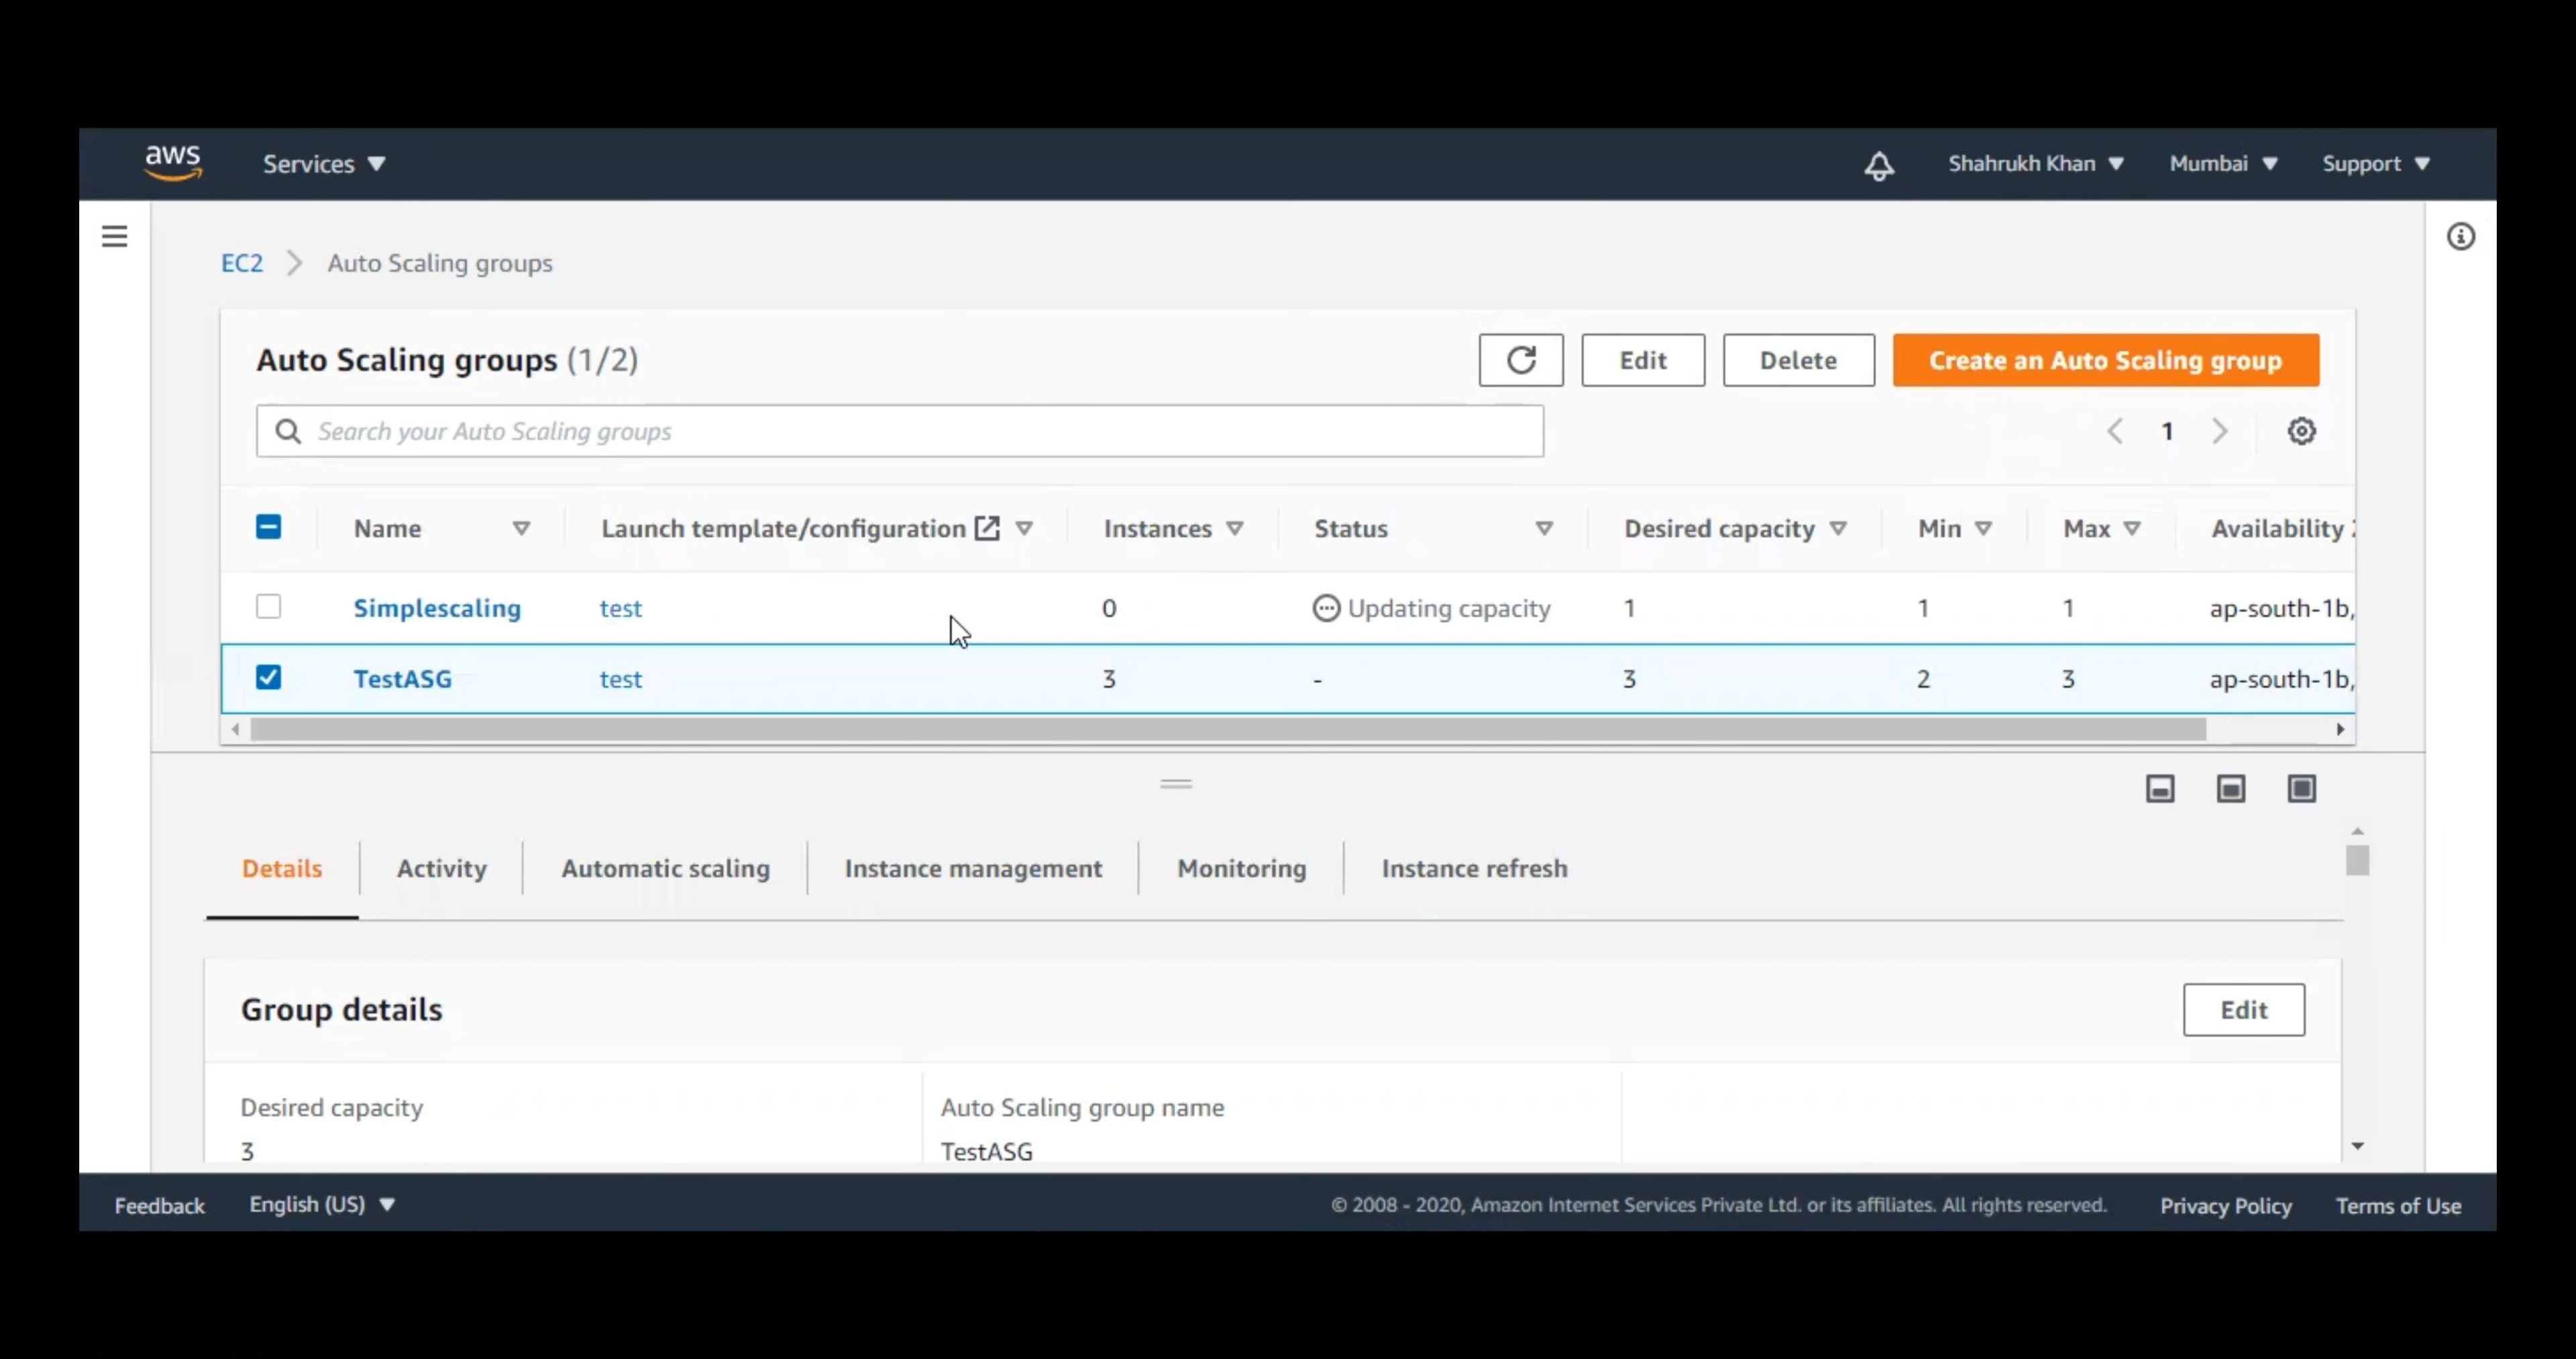 aws Services Shahrukh Khan Mumbai Support
EC2 Auto Scaling groups
Auto Scaling groups (1/2) Edit Delete Create an Auto Scaling group
Search your Auto Scaling groups 1
Name Launch template/configuration Instances Status Desired capacity Min Max Availability
Simplescaling test 0 Updating capacity 1 1 1 ap-south-1b,
TestASG test 3 - 3 2 3 ap-south-1b,
Details Activity Automatic scaling Instance management Monitoring Instance refresh
Group details Edit
Desired capacity Auto Scaling group name
3 TestASG
Feedback English (US) © 2008 - 2020, Amazon Internet Services Private Ltd. or its affiliates. All rights reserved. Privacy Policy Terms of Use